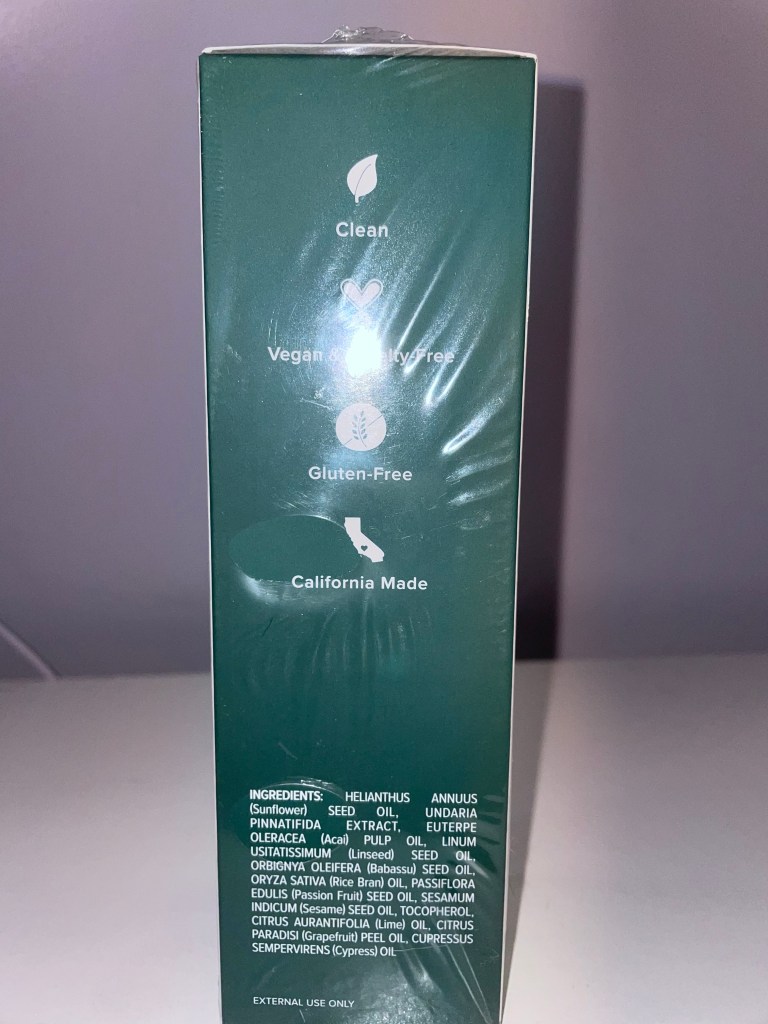 Clean
Vegan & elty-Free
Gluten-Free
California Made
INGREDIENTS: HELIANTHUS ANNUUS
(Sunflower) SEED OIL, UNDARIA
PINNATIFIDA EXTRACT, EUTERPE
OLERACEA (Acai) PULP OIL, LINUM
USITATISSIMUM (Linseed) SEED OIL,
ORBIGNYA OLEIFERA (Babassu) SEED OIL,
ORYZA SATIVA (Rice Bran) OIL, PASSIFLORA
EDULIS (Passion Fruit) SEED OIL, SESAMUM
INDICUM (Sesame) SEED OIL, TOCOPHEROL,
CITRUS AURANTIFOLIA (Lime) OIL, CITRUS
PARADISI (Grapefruit) PEEL OIL, CUPRESSUS
SEMPERVIRENS (Cypress) OIL
EXTERNAL USE ONLY